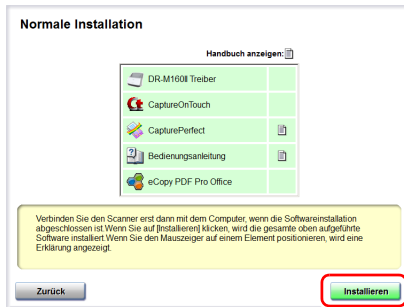 Normale Installation
Handbuch anzeigen:
DR-M160II Treiber
CaptureOnTouch
CapturePerfect
Bedienungsanleitung
eCopy PDF Pro Office
Verbinden Sie den Scanner erst dann mit dem Computer, wenn die Softwareinstallation
abgeschlossen ist.Wenn Sie auf [Installieren] klicken, wird die gesamte oben aufgeführte
Software installiert.Wenn Sie den Mauszeiger auf einem Element positionieren, wird eine
Erklärung angezeigt.
Zurück
Installieren